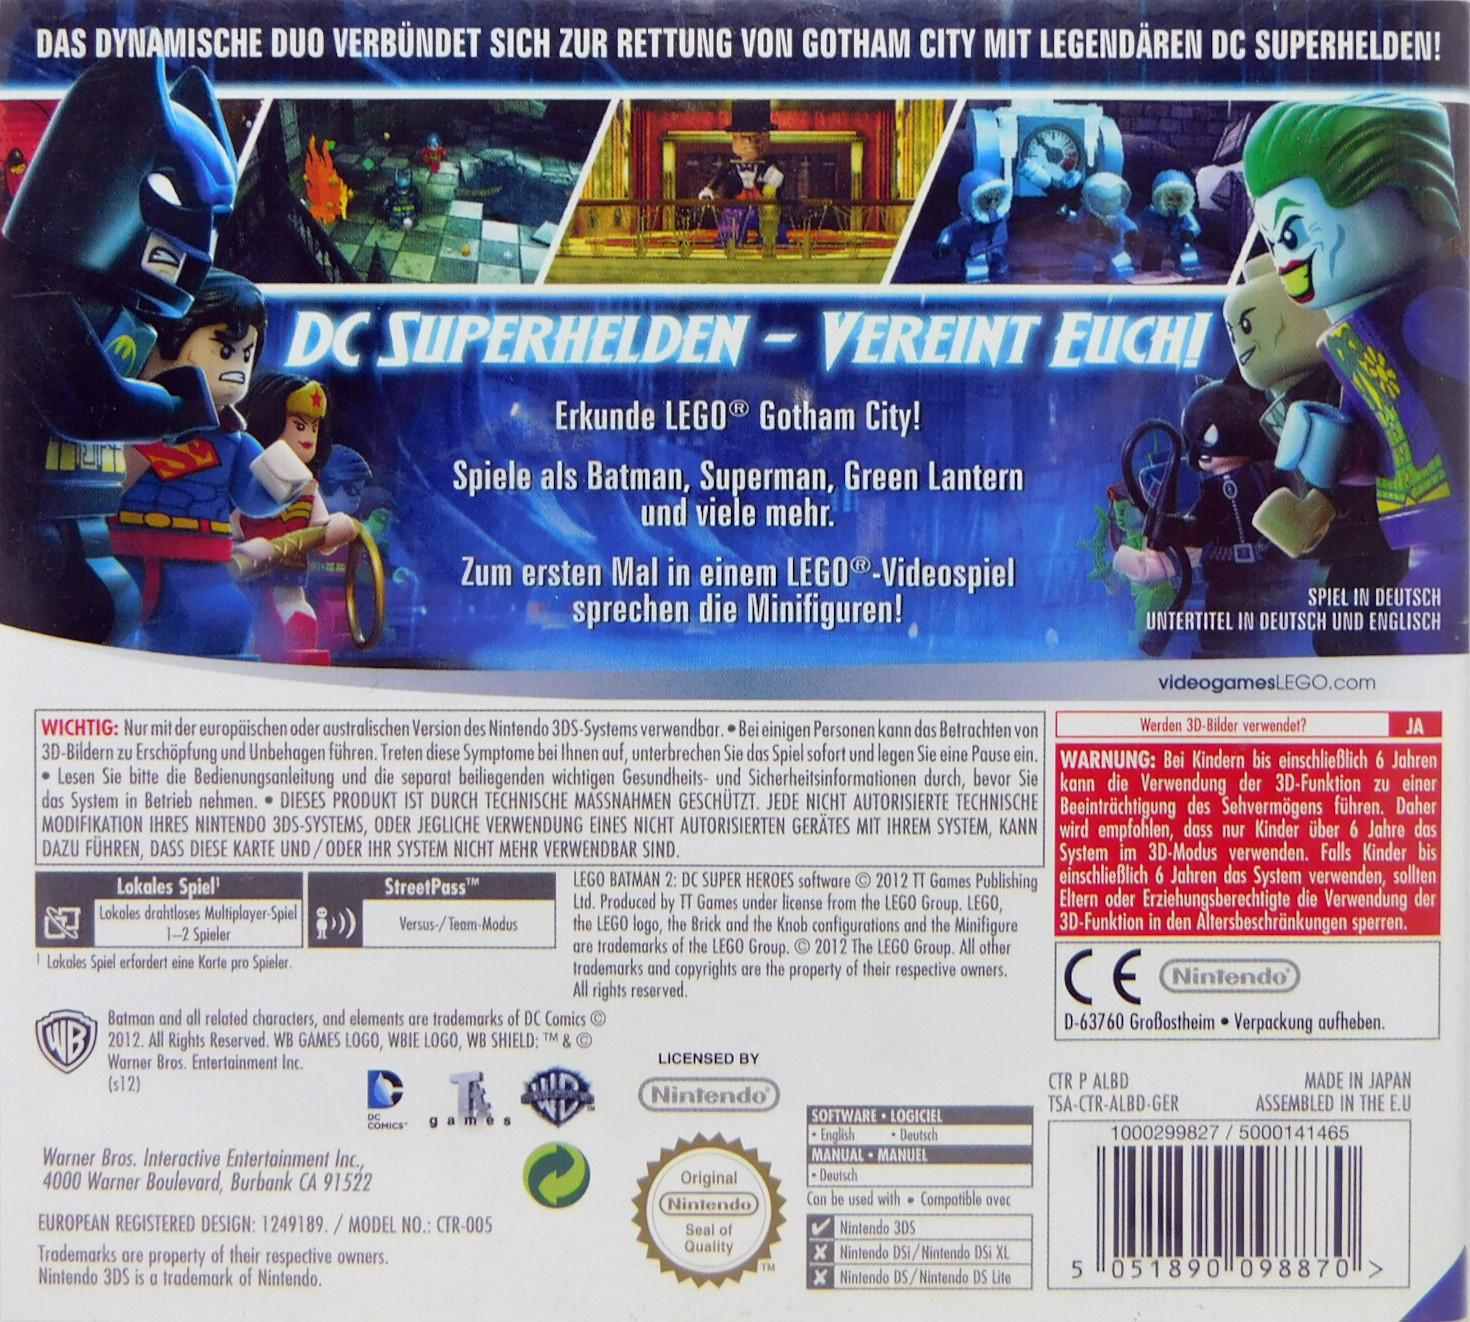 DAS DYNAMISCHE DUO VERBÜNDET SICH ZUR RETTUNG VON GOTHAM CITY MIT LEGENDÄREN DC SUPERHELDEN!
DC SUPERHELDEN – VEREINT EUCH!
Erkunde LEGO® Gotham City!
Spiele als Batman, Superman, Green Lantern
und viele mehr.
Zum ersten Mal in einem LEGO®-Videospiel
sprechen die Minifiguren!
SPIEL IN DEUTSCH
UNTERTITEL IN DEUTSCH UND ENGLISCH
videogamesLEGO.com
WICHTIG: Nur mit der europäischen oder australischen Version des Nintendo 3DS-Systems verwendbar. • Bei einigen Personen kann das Betrachten von
3D-Bildern zu Erschöpfung und Unbehagen führen. Treten diese Symptome bei Ihnen auf, unterbrechen Sie das Spiel sofort und legen Sie eine Pause ein.
• Lesen Sie bitte die Bedienungsanleitung und die separat beiliegenden wichtigen Gesundheits- und Sicherheitsinformationen durch, bevor Sie
das System in Betrieb nehmen. • DIESES PRODUKT IST DURCH TECHNISCHE MASSNAHMEN GESCHÜTZT. JEDE NICHT AUTORISIERTE TECHNISCHE
MODIFIKATION IHRES NINTENDO 3DS-SYSTEMS, ODER JEGLICHE VERWENDUNG EINES NICHT AUTORISIERTEN GERÄTES MIT IHREM SYSTEM, KANN
DAZU FÜHREN, DASS DIESE KARTE UND/ODER IHR SYSTEM NICHT MEHR VERWENDBAR SIND.
Werden 3D-Bilder verwendet? JA
WARNUNG: Bei Kindern bis einschließlich 6 Jahren
kann die Verwendung der 3D-Funktion zu einer
Beeinträchtigung des Sehvermögens führen. Daher
wird empfohlen, dass nur Kinder über 6 Jahre das
System im 3D-Modus verwenden. Falls Kinder bis
einschließlich 6 Jahren das System verwenden, sollten
Eltern oder Erziehungsberechtigte die Verwendung der
3D-Funktion in den Altersbeschränkungen sperren.
Lokales Spiel¹
Lokales drahtloses Multiplayer-Spiel
1–2 Spieler
StreetPass™
Versus-/Team-Modus
¹ Lokales Spiel erfordert eine Karte pro Spieler.
LEGO BATMAN 2: DC SUPER HEROES software © 2012 TT Games Publishing
Ltd. Produced by TT Games under license from the LEGO Group. LEGO,
the LEGO logo, the Brick and the Knob configurations and the Minifigure
are trademarks of the LEGO Group. © 2012 The LEGO Group. All other
trademarks and copyrights are the property of their respective owners.
All rights reserved.
CE Nintendo®
D-63760 Großostheim • Verpackung aufheben.
WB
Batman and all related characters, and elements are trademarks of DC Comics ©
2012. All Rights Reserved. WB GAMES LOGO, WBIE LOGO, WB SHIELD: ™ & ©
Warner Bros. Entertainment Inc.
(s12)
DC
COMICS™
TT
games
WB
LICENSED BY
Nintendo®
Warner Bros. Interactive Entertainment Inc.,
4000 Warner Boulevard, Burbank CA 91522
EUROPEAN REGISTERED DESIGN: 1249189. / MODEL NO.: CTR-005
Trademarks are property of their respective owners.
Nintendo 3DS is a trademark of Nintendo.
Original
Nintendo®
Seal of
Quality
TM
SOFTWARE • LOGICIEL
• English • Deutsch
MANUAL • MANUEL
• Deutsch
Can be used with • Compatible avec
Nintendo 3DS
Nintendo DSi/Nintendo DSi XL
Nintendo DS/Nintendo DS Lite
CTR P ALBD
TSA-CTR-ALBD-GER
MADE IN JAPAN
ASSEMBLED IN THE E.U
1000299827 / 5000141465
5 051890 098870 >